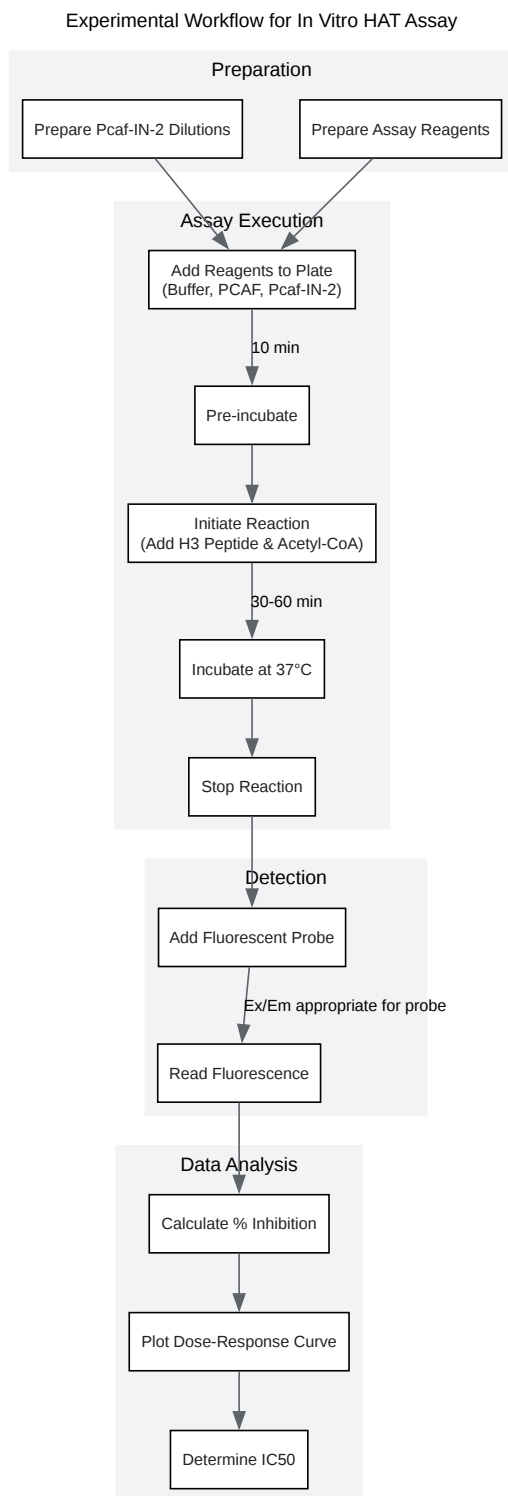 Experimental Workflow for In Vitro HAT Assay
Preparation
Prepare Pcaf-IN-2 Dilutions
Prepare Assay Reagents
Assay Execution
Add Reagents to Plate
(Buffer, PCAF, Pcaf-IN-2)
10 min
Pre-incubate
Initiate Reaction
(Add H3 Peptide & Acetyl-CoA)
30-60 min
Incubate at 37°C
Stop Reaction
Detection
Add Fluorescent Probe
Ex/Em appropriate for probe
Read Fluorescence
Data Analysis
Calculate % Inhibition
Plot Dose-Response Curve
Determine IC50